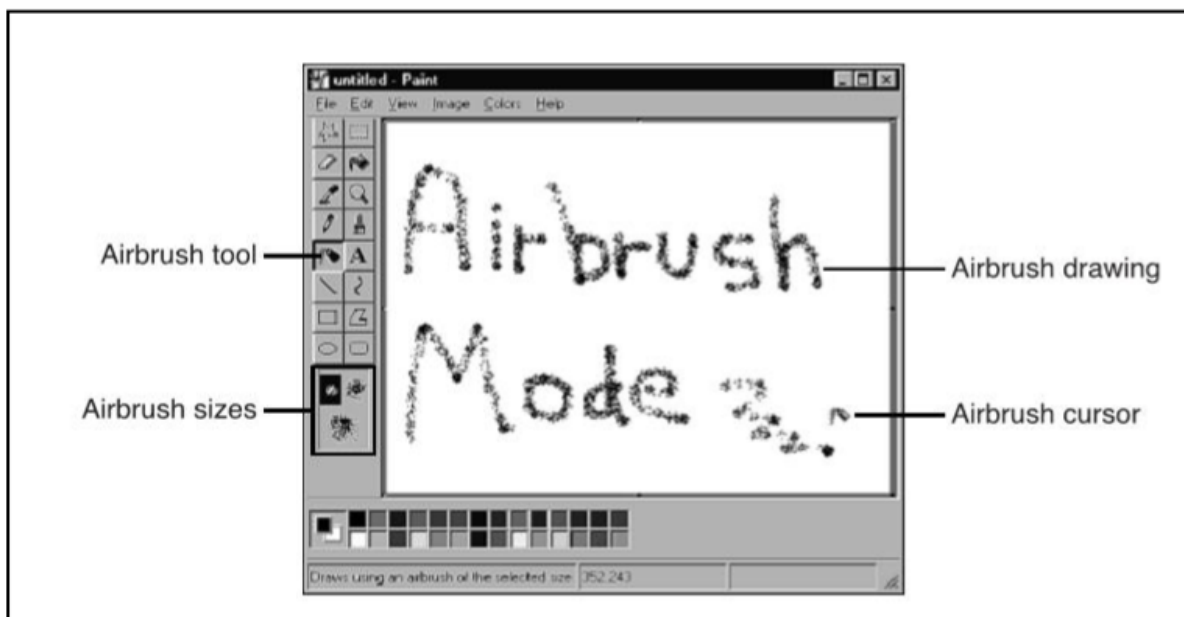 untitled - Paint
File Edit View Image Colors Help
Airbrush
Mode
Airbrush tool
A
Airbrush sizes
Airbrush drawing
Airbrush cursor
Draws using an airbrush of the selected size. 352,243